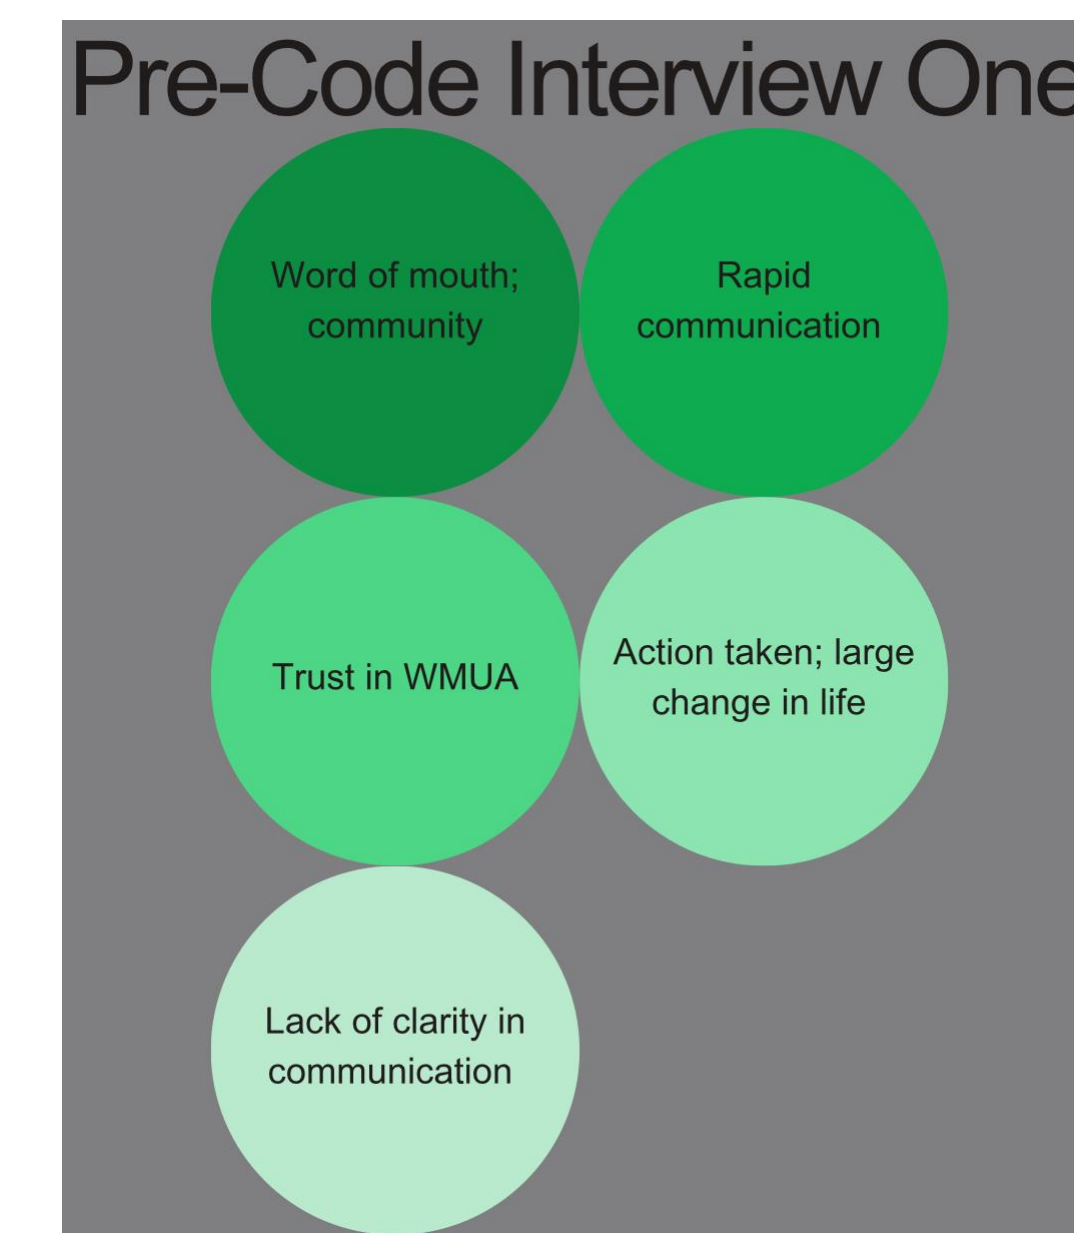 Pre-Code Interview One
Word of mouth;
community
Rapid
communication
Trust in WMUA
Action taken; large
change in life
Lack of clarity in
communication